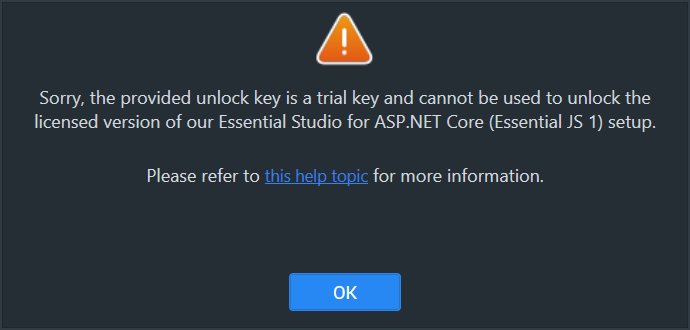 Sorry, the provided unlock key is a trial key and cannot be used to unlock the
licensed version of our Essential Studio for ASP.NET Core (Essential JS 1) setup.
Please refer to this help topic for more information.
OK